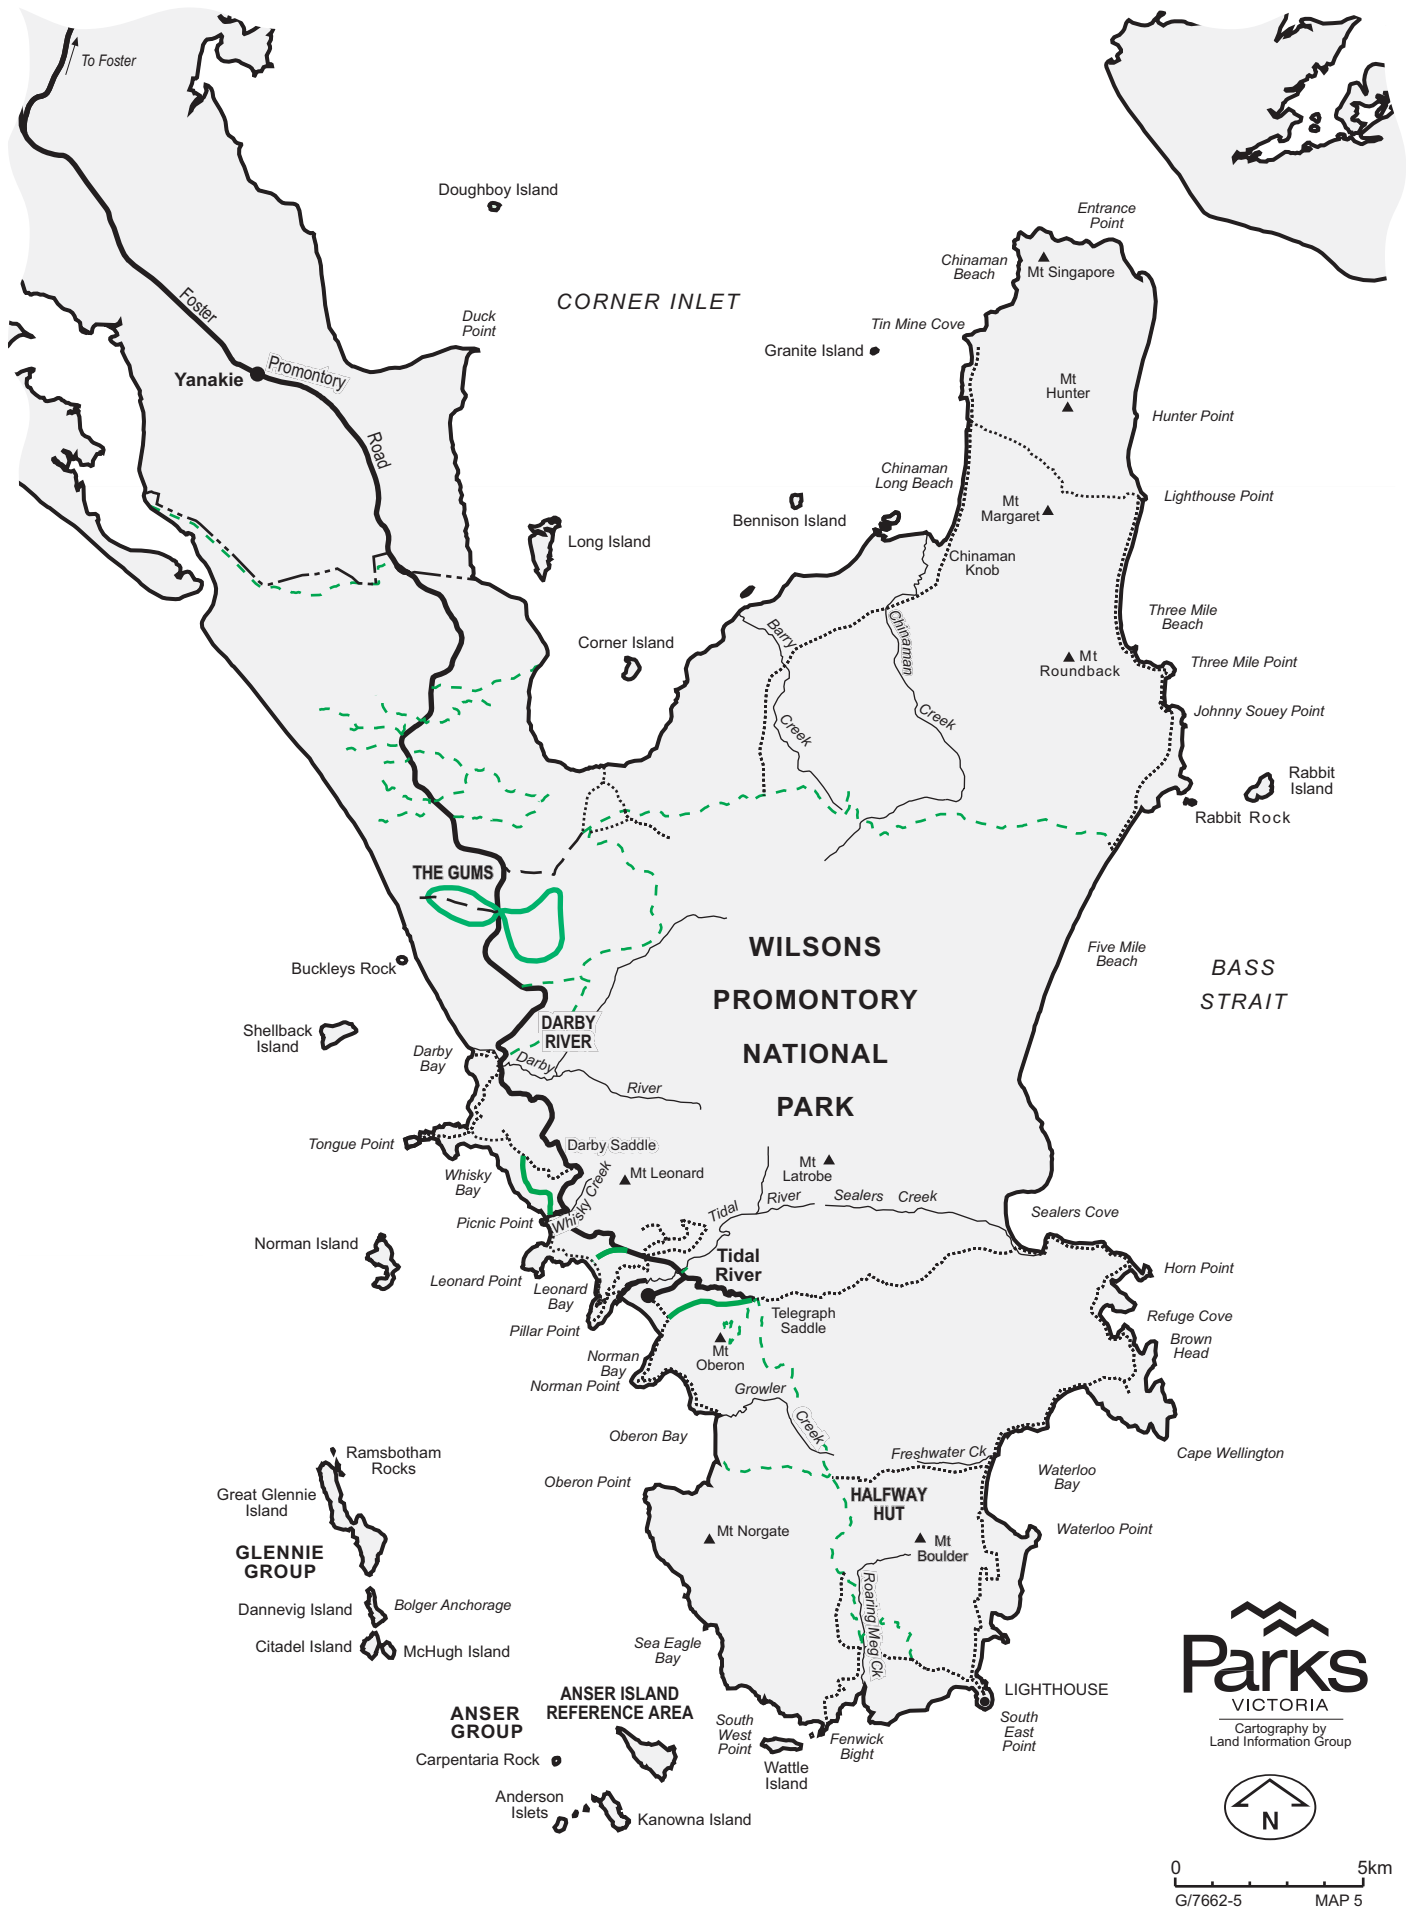 To Foster
Doughboy Island
Entrance
Point
Chinaman
Beach
Mt Singapore
CORNER INLET
Foster
Duck
Point
Tin Mine Cove
Granite Island
Yanakie
Promontory
Mt
Hunter
Hunter Point
Road
Chinaman
Long Beach
Lighthouse Point
Mt
Margaret
Bennison Island
Long Island
Chinaman
Knob
Three Mile
Beach
Barry
Chinaman
Corner Island
Mt
Roundback
Three Mile Point
Johnny Souey Point
Creek
Creek
Rabbit
Island
Rabbit Rock
THE GUMS
WILSONS
PROMONTORY
NATIONAL
PARK
Five Mile
Beach
BASS
STRAIT
Buckleys Rock
Shellback
Island
DARBY
RIVER
Darby
Bay
Darby
River
Tongue Point
Darby Saddle
Whisky
Bay
Mt Leonard
Mt
Latrobe
Whisky Creek
Tidal
River
Sealers Creek
Picnic Point
Sealers Cove
Norman Island
Tidal
River
Leonard Point
Leonard
Bay
Horn Point
Telegraph
Saddle
Refuge Cove
Pillar Point
Brown
Head
Mt
Oberon
Norman
Bay
Norman Point
Growler
Creek
Oberon Bay
Freshwater Ck
Cape Wellington
Ramsbotham
Rocks
Waterloo
Bay
Oberon Point
Great Glennie
Island
HALFWAY
HUT
Mt Norgate
Waterloo Point
Mt
Boulder
GLENNIE
GROUP
Roaring Meg Ck
Dannevig Island
Bolger Anchorage
Citadel Island
McHugh Island
Sea Eagle
Bay
Parks
VICTORIA
Cartography by
Land Information Group
LIGHTHOUSE
ANSER ISLAND
REFERENCE AREA
ANSER
GROUP
South
West
Point
South
East
Point
Fenwick
Bight
Carpentaria Rock
Wattle
Island
Anderson
Islets
Kanowna Island
N
0 5km
G/7662-5 MAP 5